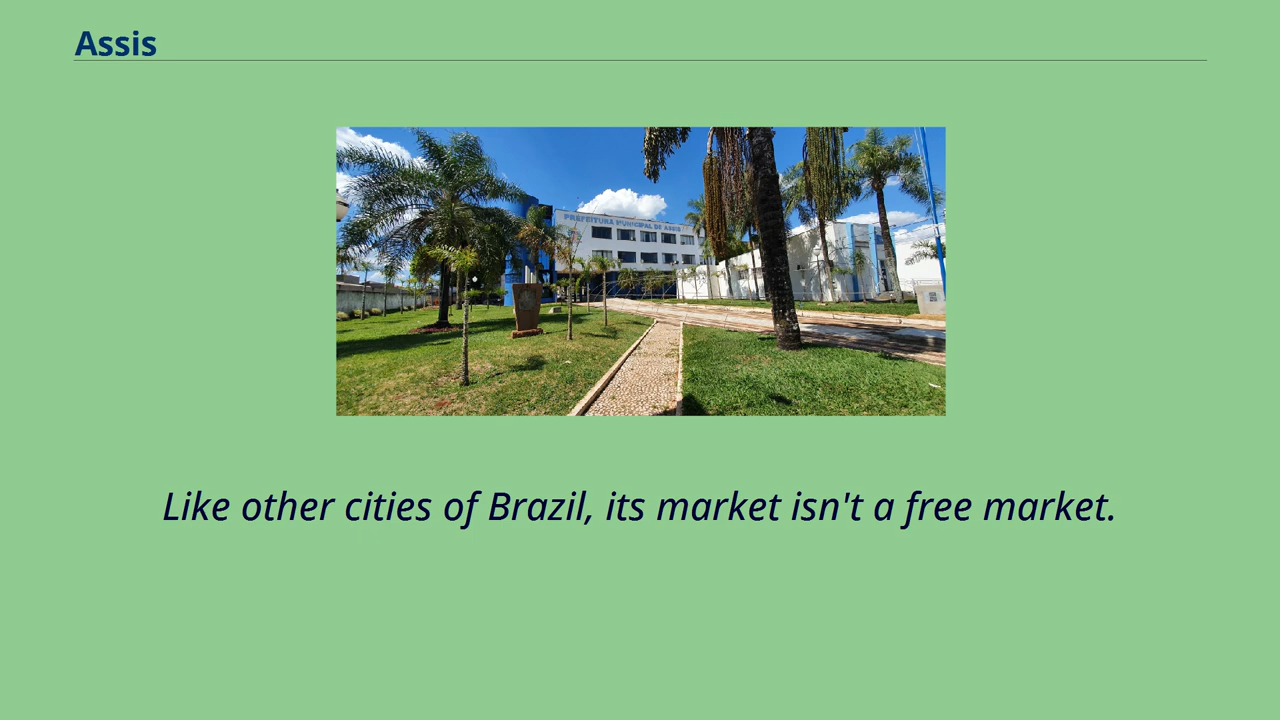 Assis
PREFEITURA MUNICIPAL DE ASSIS
Like other cities of Brazil, its market isn't a free market.